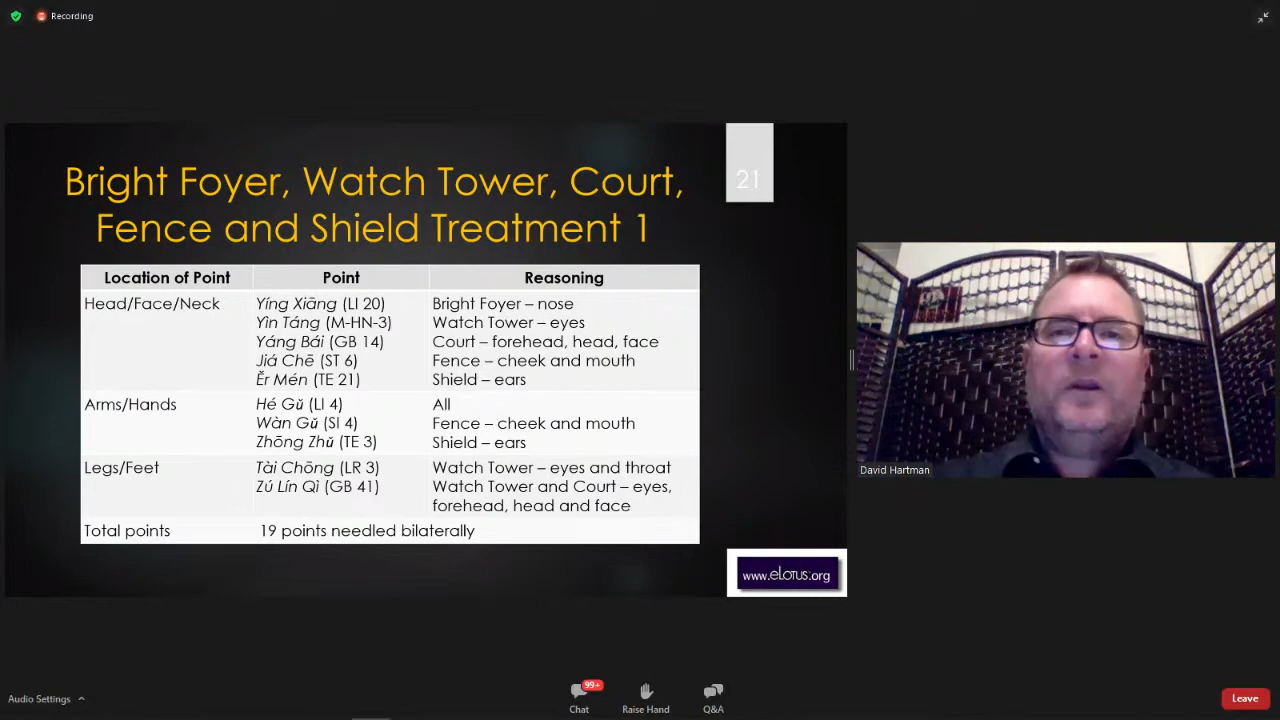 Recording
Bright Foyer, Watch Tower, Court,
Fence and Shield Treatment 1
21
Location of Point Point Reasoning
Head/Face/Neck Yíng Xiāng (LI 20) Bright Foyer – nose
Yìn Táng (M-HN-3) Watch Tower – eyes
Yáng Bái (GB 14) Court – forehead, head, face
Jiá Chē (ST 6) Fence – cheek and mouth
Ěr Mén (TE 21) Shield – ears
Arms/Hands Hé Gǔ (LI 4) All
Wàn Gǔ (SI 4) Fence – cheek and mouth
Zhōng Zhǔ (TE 3) Shield – ears
Legs/Feet Tài Chōng (LR 3) Watch Tower – eyes and throat
Zú Lín Qì (GB 41) Watch Tower and Court – eyes,
forehead, head and face
Total points 19 points needled bilaterally
www.eLotus.org
David Hartman
Audio Settings
99+
Chat
Raise Hand
Q&A
Leave